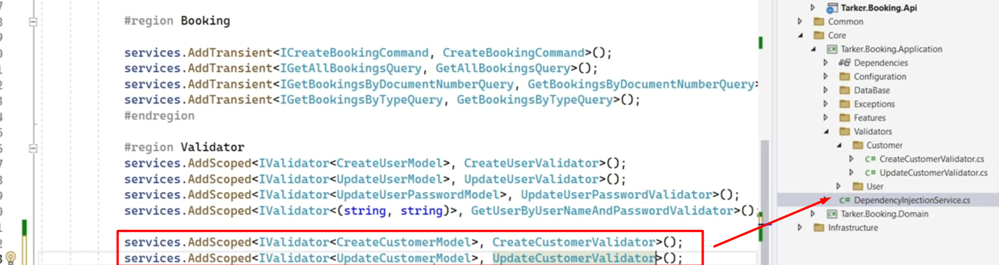 #region Booking
services.AddTransient<ICreateBookingCommand, CreateBookingCommand>();
services.AddTransient<IGetAllBookingsQuery, GetAllBookingsQuery>();
services.AddTransient<IGetBookingsByDocumentNumberQuery, GetBookingsByDocumentNumberQuery>
services.AddTransient<IGetBookingsByTypeQuery, GetBookingsByTypeQuery>();
#endregion
#region Validator
services.AddScoped<IValidator<CreateUserModel>, CreateUserValidator>();
services.AddScoped<IValidator<UpdateUserModel>, UpdateUserValidator>();
services.AddScoped<IValidator<UpdateUserPasswordModel>, UpdateUserPasswordValidator>();
services.AddScoped<IValidator<(string, string)>, GetUserByUserNameAndPasswordValidator>();
services.AddScoped<IValidator<CreateCustomerModel>, CreateCustomerValidator>();
services.AddScoped<IValidator<UpdateCustomerModel>, UpdateCustomerValidator>();
Tarker.Booking.Api
Common
Core
C# Tarker.Booking.Application
Dependencies
Configuration
DataBase
Exceptions
Features
Validators
Customer
C# CreateCustomerValidator.cs
C# UpdateCustomerValidator.cs
User
C# DependencyInjectionService.cs
C# Tarker.Booking.Domain
Infrastructure